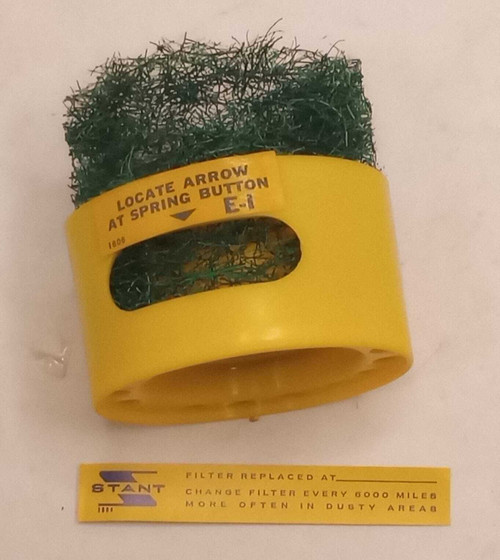 LOCATE ARROW
AT SPRING BUTTON
E-1
1808
STANT
FILTER REPLACED AT
CHANGE FILTER EVERY 6000 MILES
MORE OFTEN IN DUSTY AREAS